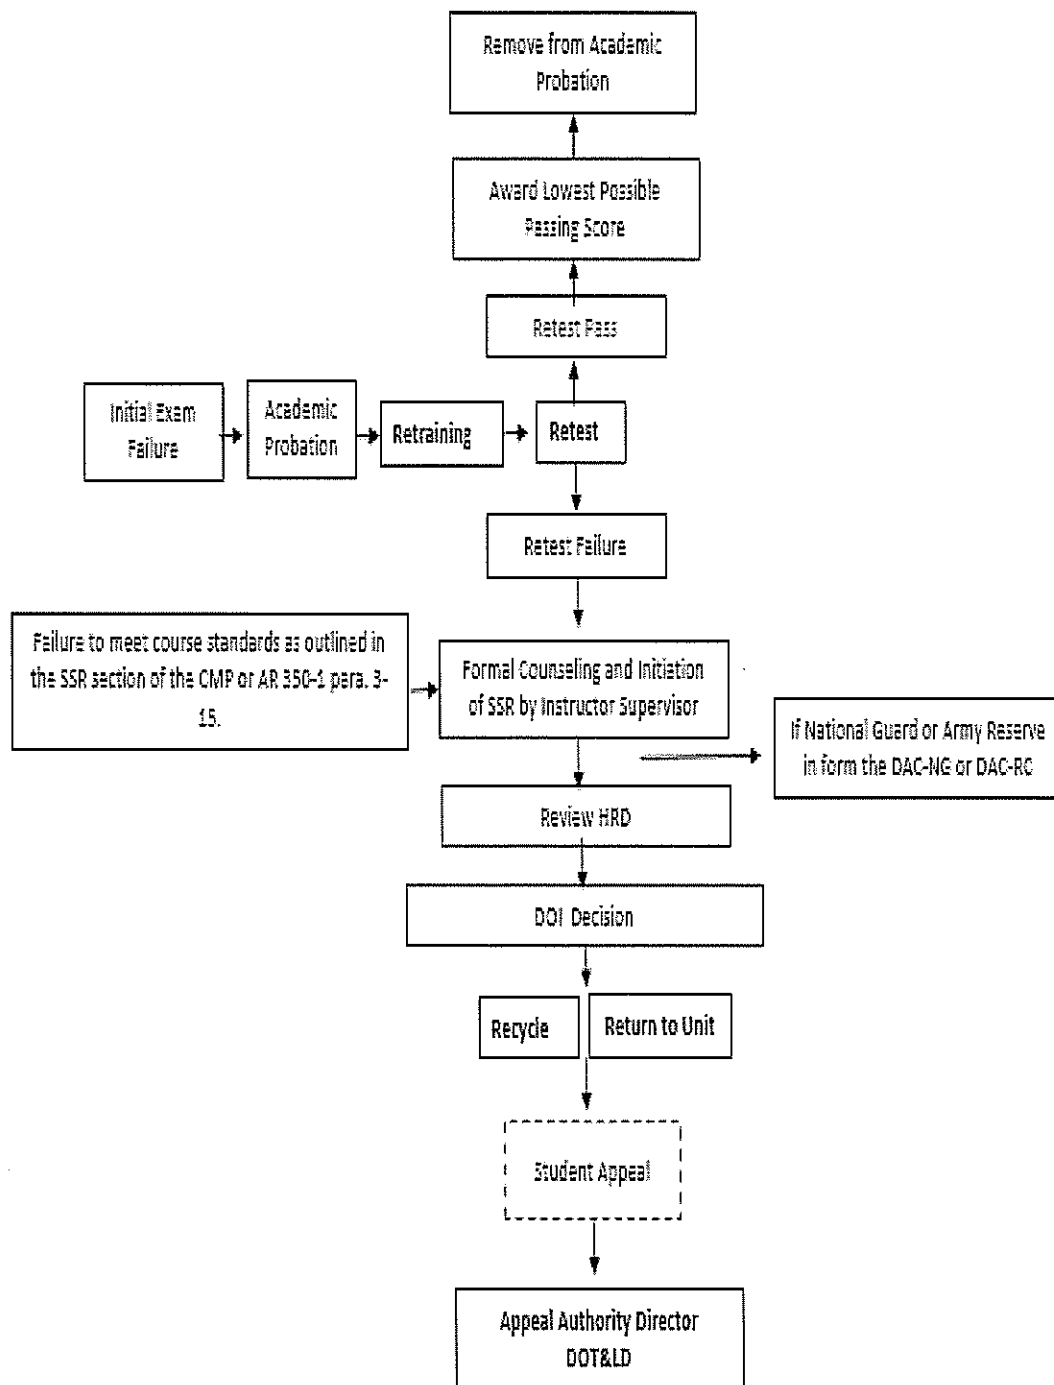 Remove from Academic
Probation
Award Lowest Possible
Passing Score
Retest Pass
Initial Exam
Failure
Academic
Probation
Retraining
Retest
Retest Failure
Failure to meet course standards as outlined in
the SSR section of the CMP or AR 350-1 para. 3-
15.
Formal Counseling and Initiation
of SSR by Instructor Supervisor
If National Guard or Army Reserve
in form the DAC-NG or DAC-RC
Review HRD
DOT Decision
Recycle
Return to Unit
Student Appeal
Appeal Authority Director
DOT&LD